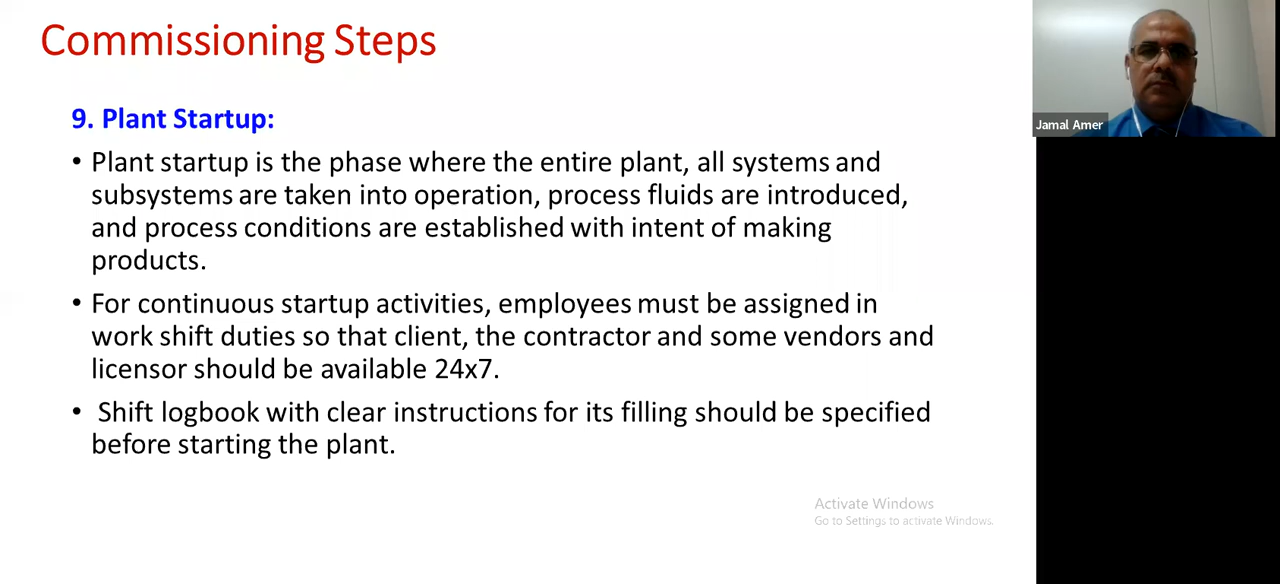 Commissioning Steps
9. Plant Startup:
• Plant startup is the phase where the entire plant, all systems and
subsystems are taken into operation, process fluids are introduced,
and process conditions are established with intent of making
products.
• For continuous startup activities, employees must be assigned in
work shift duties so that client, the contractor and some vendors and
licensor should be available 24x7.
• Shift logbook with clear instructions for its filling should be specified
before starting the plant.
Jamal Amer
Activate Windows
Go to Settings to activate Windows.